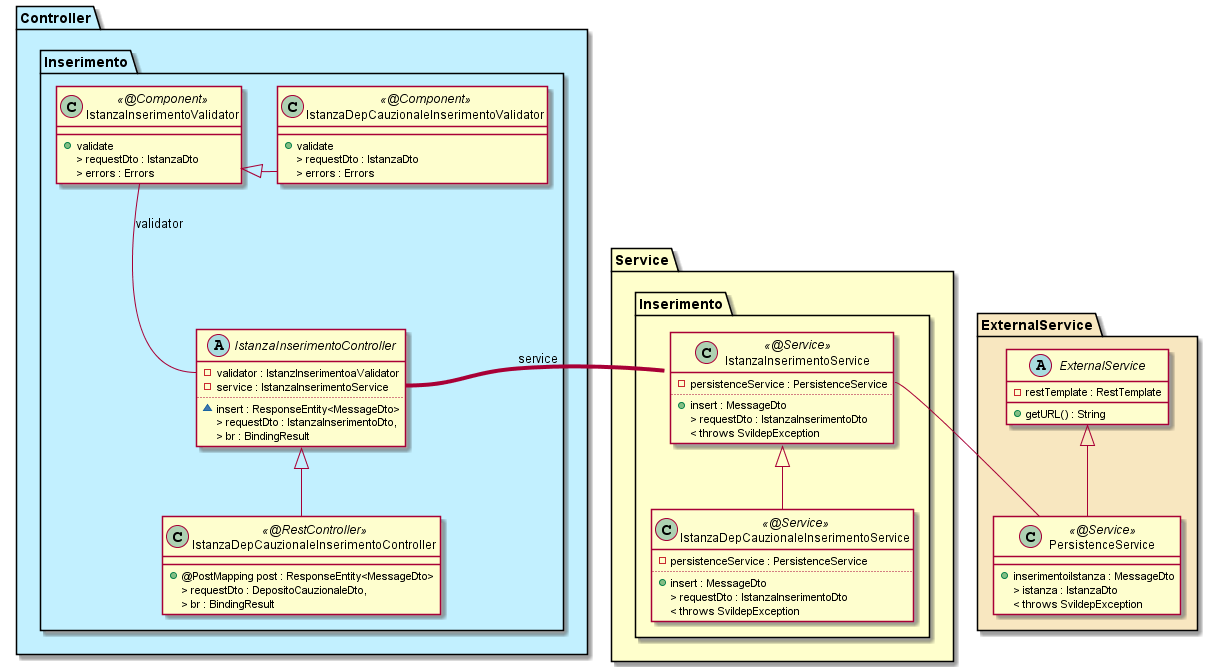 Controller
Inserimento
C
«@Component»
IstanzaInserimentoValidator
validate
> requestDto : IstanzaDto
> errors : Errors
C
«@Component»
IstanzaDepCauzionaleInserimentoValidator
validate
> requestDto : IstanzaDto
> errors : Errors
validator
A
IstanzaInserimentoController
validator : IstanzInserimentoaValidator
service : IstanzaInserimentoService
insert : ResponseEntity<MessageDto>
> requestDto : IstanzaInserimentoDto,
> br : BindingResult
C
«@RestController»
IstanzaDepCauzionaleInserimentoController
@PostMapping post : ResponseEntity<MessageDto>
> requestDto : DepositoCauzionaleDto,
> br : BindingResult
service
Service
Inserimento
C
«@Service»
IstanzaInserimentoService
persistenceService : PersistenceService
insert : MessageDto
> requestDto : IstanzaInserimentoDto
< throws SvildepException
C
«@Service»
IstanzaDepCauzionaleInserimentoService
persistenceService : PersistenceService
insert : MessageDto
> requestDto : IstanzaInserimentoDto
< throws SvildepException
ExternalService
A
ExternalService
restTemplate : RestTemplate
getURL() : String
C
«@Service»
PersistenceService
inserimentoiIstanza : MessageDto
> istanza : IstanzaDto
< throws SvildepException